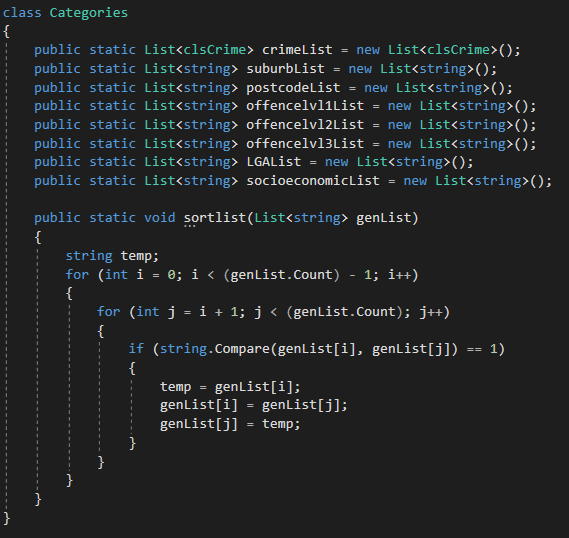 class Categories
{
    public static List<clsCrime> crimeList = new List<clsCrime>();
    public static List<string> suburbList = new List<string>();
    public static List<string> postcodeList = new List<string>();
    public static List<string> offencelvl1List = new List<string>();
    public static List<string> offencelvl2List = new List<string>();
    public static List<string> offencelvl3List = new List<string>();
    public static List<string> LGAList = new List<string>();
    public static List<string> socioeconomicList = new List<string>();

    public static void sortlist(List<string> genList)
    {
        string temp;
        for (int i = 0; i < (genList.Count) - 1; i++)
        {
            for (int j = i + 1; j < (genList.Count); j++)
            {
                if (string.Compare(genList[i], genList[j]) == 1)
                {
                    temp = genList[i];
                    genList[i] = genList[j];
                    genList[j] = temp;
                }
            }
        }
    }
}